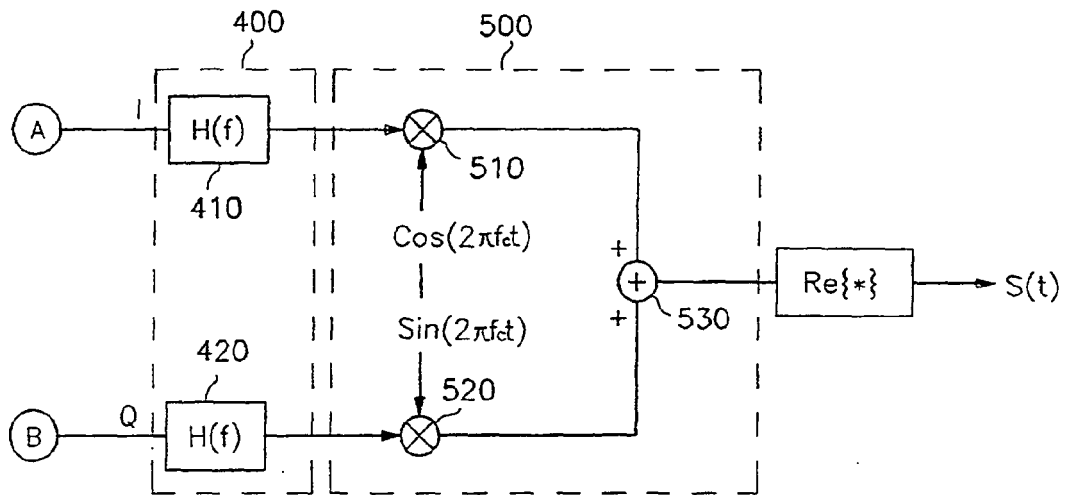 400
500
A
I
H(f)
410
510
Cos(2πfct)
+
+
530
Re{*}
S(t)
+
Sin(2πfct)
420
520
B
Q
H(f)